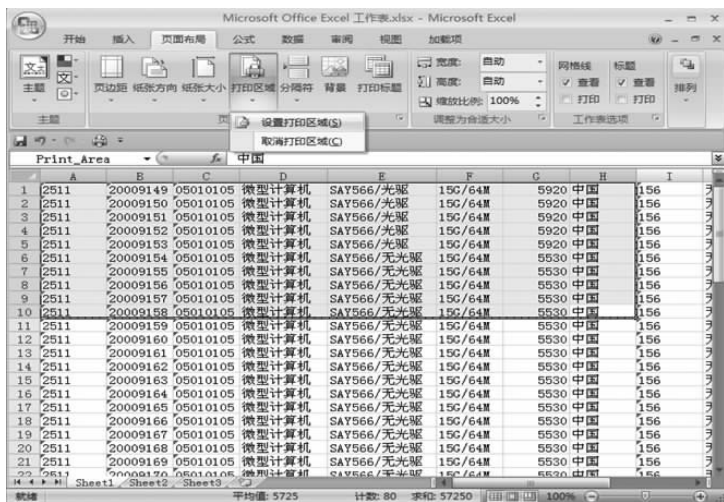 Microsoft Office Excel 工作表.xlsx - Microsoft Excel
开始 插入 页面布局 公式 数据 审阅 视图 加载项
主题 文 页边距 纸张方向 纸张大小 打印区域 分隔符 背景 打印标题 宽度: 自动 高度: 自动 缩放比例: 100% 网格线 查看 打印 标题 查看 打印 排列
主题 页 调整为合适大小 工作表选项
设置打印区域(S)
取消打印区域(C)
Print_Area fx 中国
A B C D E F G H I
1 2511 20009149 05010105 微型计算机 SAY566/光驱 15G/64M 5920 中国 156
2 2511 20009150 05010105 微型计算机 SAY566/光驱 15G/64M 5920 中国 156
3 2511 20009151 05010105 微型计算机 SAY566/光驱 15G/64M 5920 中国 156
4 2511 20009152 05010105 微型计算机 SAY566/光驱 15G/64M 5920 中国 156
5 2511 20009153 05010105 微型计算机 SAY566/光驱 15G/64M 5920 中国 156
6 2511 20009154 05010105 微型计算机 SAY566/无光驱 15G/64M 5530 中国 156
7 2511 20009155 05010105 微型计算机 SAY566/无光驱 15G/64M 5530 中国 156
8 2511 20009156 05010105 微型计算机 SAY566/无光驱 15G/64M 5530 中国 156
9 2511 20009157 05010105 微型计算机 SAY566/无光驱 15G/64M 5530 中国 156
10 2511 20009158 05010105 微型计算机 SAY566/无光驱 15G/64M 5530 中国 156
11 2511 20009159 05010105 微型计算机 SAY566/无光驱 15G/64M 5530 中国 156
12 2511 20009160 05010105 微型计算机 SAY566/无光驱 15G/64M 5530 中国 156
13 2511 20009161 05010105 微型计算机 SAY566/无光驱 15G/64M 5530 中国 156
14 2511 20009162 05010105 微型计算机 SAY566/无光驱 15G/64M 5530 中国 156
15 2511 20009163 05010105 微型计算机 SAY566/无光驱 15G/64M 5530 中国 156
16 2511 20009164 05010105 微型计算机 SAY566/无光驱 15G/64M 5530 中国 156
17 2511 20009165 05010105 微型计算机 SAY566/无光驱 15G/64M 5530 中国 156
18 2511 20009166 05010105 微型计算机 SAY566/无光驱 15G/64M 5530 中国 156
19 2511 20009167 05010105 微型计算机 SAY566/无光驱 15G/64M 5530 中国 156
20 2511 20009168 05010105 微型计算机 SAY566/无光驱 15G/64M 5530 中国 156
21 2511 20009169 05010105 微型计算机 SAY566/无光驱 15G/64M 5530 中国 156
22 2511 20009170 05010105 微型计算机 SAY566/无光驱 15G/64M 5530 中国 156
Sheet1 Sheet2 Sheet3
就绪 平均值: 5725 计数: 80 求和: 57250 100%